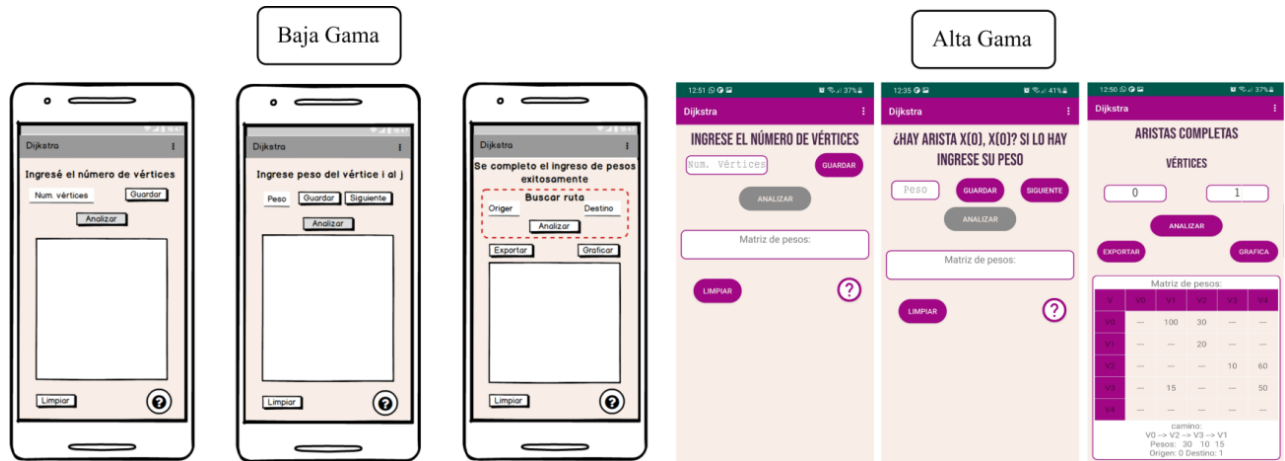 Baja Gama
Alta Gama
Dijkstra
Ingresé el número de vértices
Num. vértices Guardar
Analizar
Limpiar
Dijkstra
Ingrese peso del vértice i al j
Peso Guardar Siguiente
Analizar
Limpiar
Dijkstra
Se completo el ingreso de pesos
exitosamente
Buscar ruta
Origer Destino
Analizar
Exportar Graficar
Limpiar
12:51 37%
Dijkstra
INGRESE EL NÚMERO DE VÉRTICES
Num. Vértices GUARDAR
ANALIZAR
Matriz de pesos:
LIMPIAR ?
12:35 41%
Dijkstra
¿HAY ARISTA X[0], X[0]? SI LO HAY
INGRESE SU PESO
Peso GUARDAR SIGUIENTE
ANALIZAR
Matriz de pesos:
LIMPIAR ?
12:50 37%
Dijkstra
ARISTAS COMPLETAS
VÉRTICES
0 1
ANALIZAR
EXPORTAR GRAFICA
Matriz de pesos:
V V0 V1 V2 V3 V4
V0 --- 100 30 --- ---
V1 --- --- 20 --- ---
V2 --- --- --- 10 60
V3 --- 15 --- --- 50
V4 --- --- --- --- ---
camino:
V0 --> V2 --> V3 --> V1
Pesos: 30 10 15
Origen: 0 Destino: 1